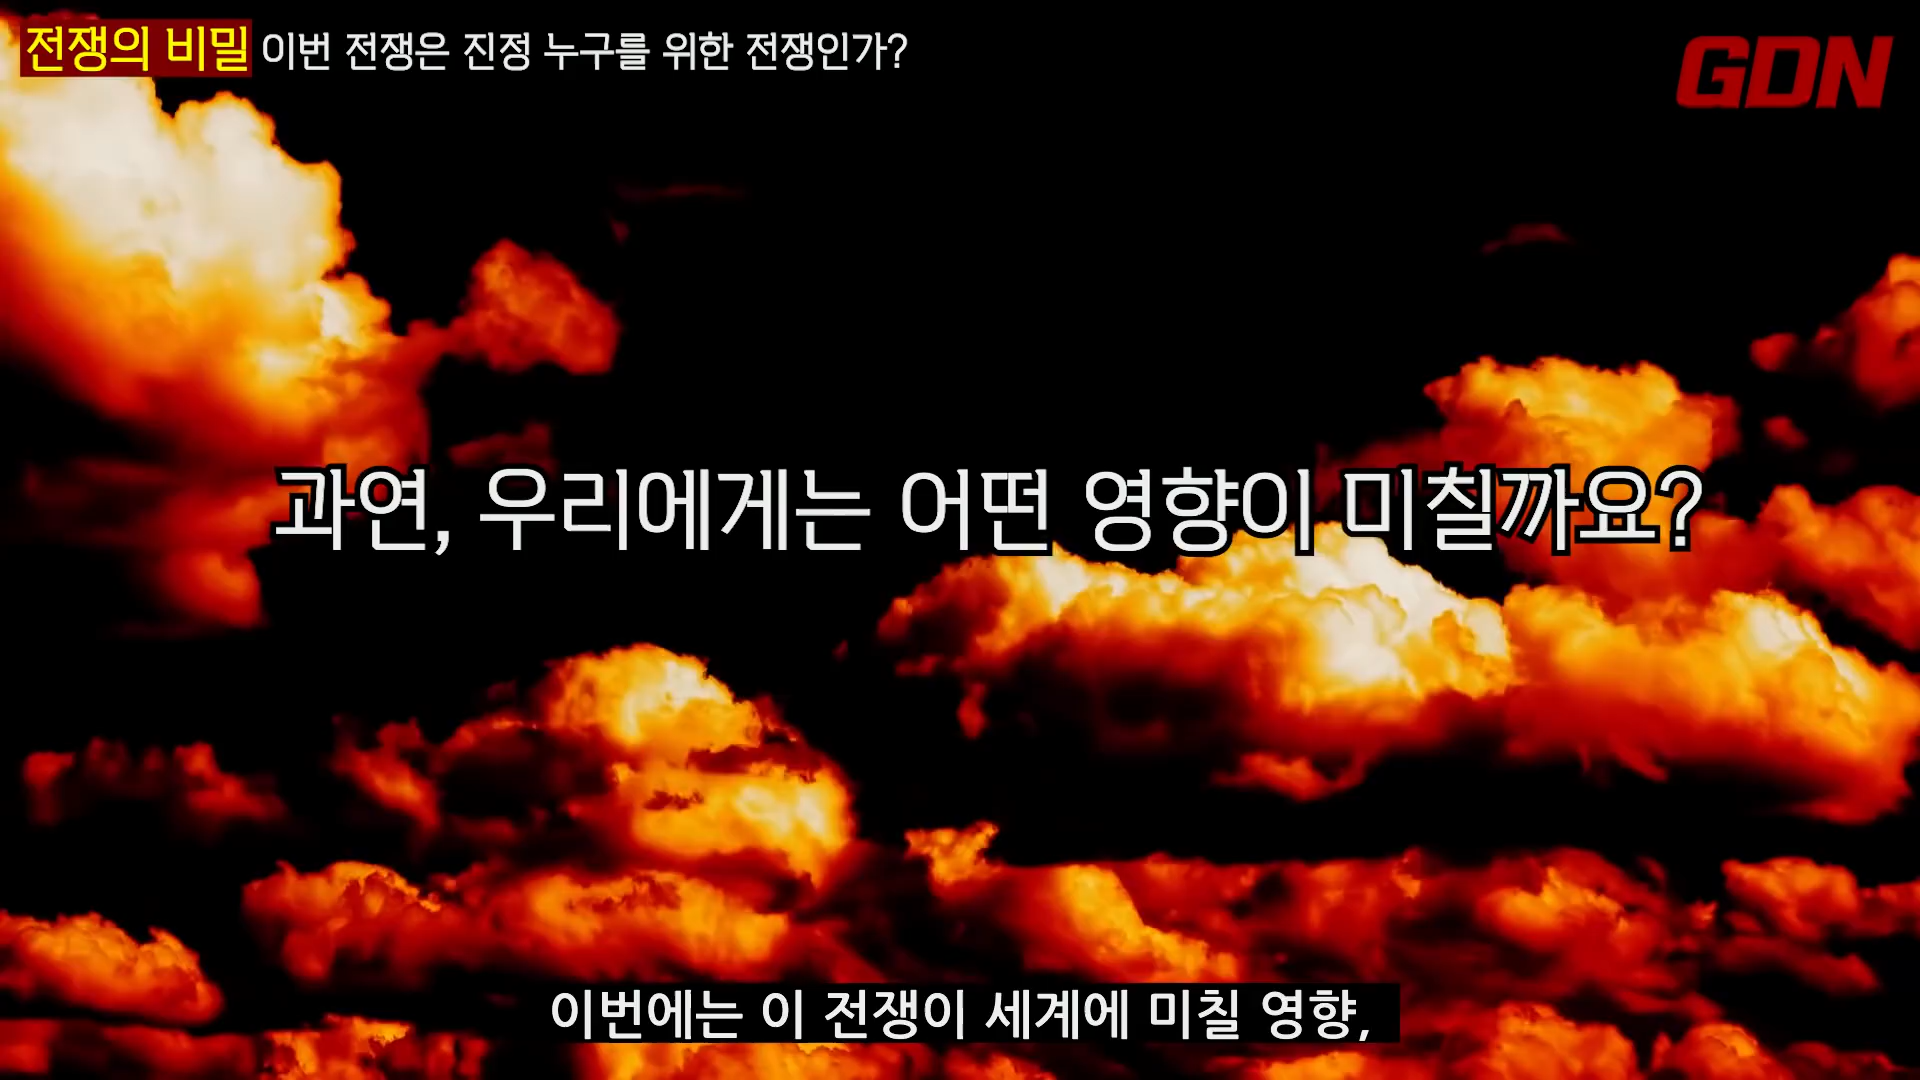 전쟁의 비밀 이번 전쟁은 진정 누구를 위한 전쟁인가?
GDN
과연, 우리에게는 어떤 영향이 미칠까요?
이번에는 이 전쟁이 세계에 미칠 영향,